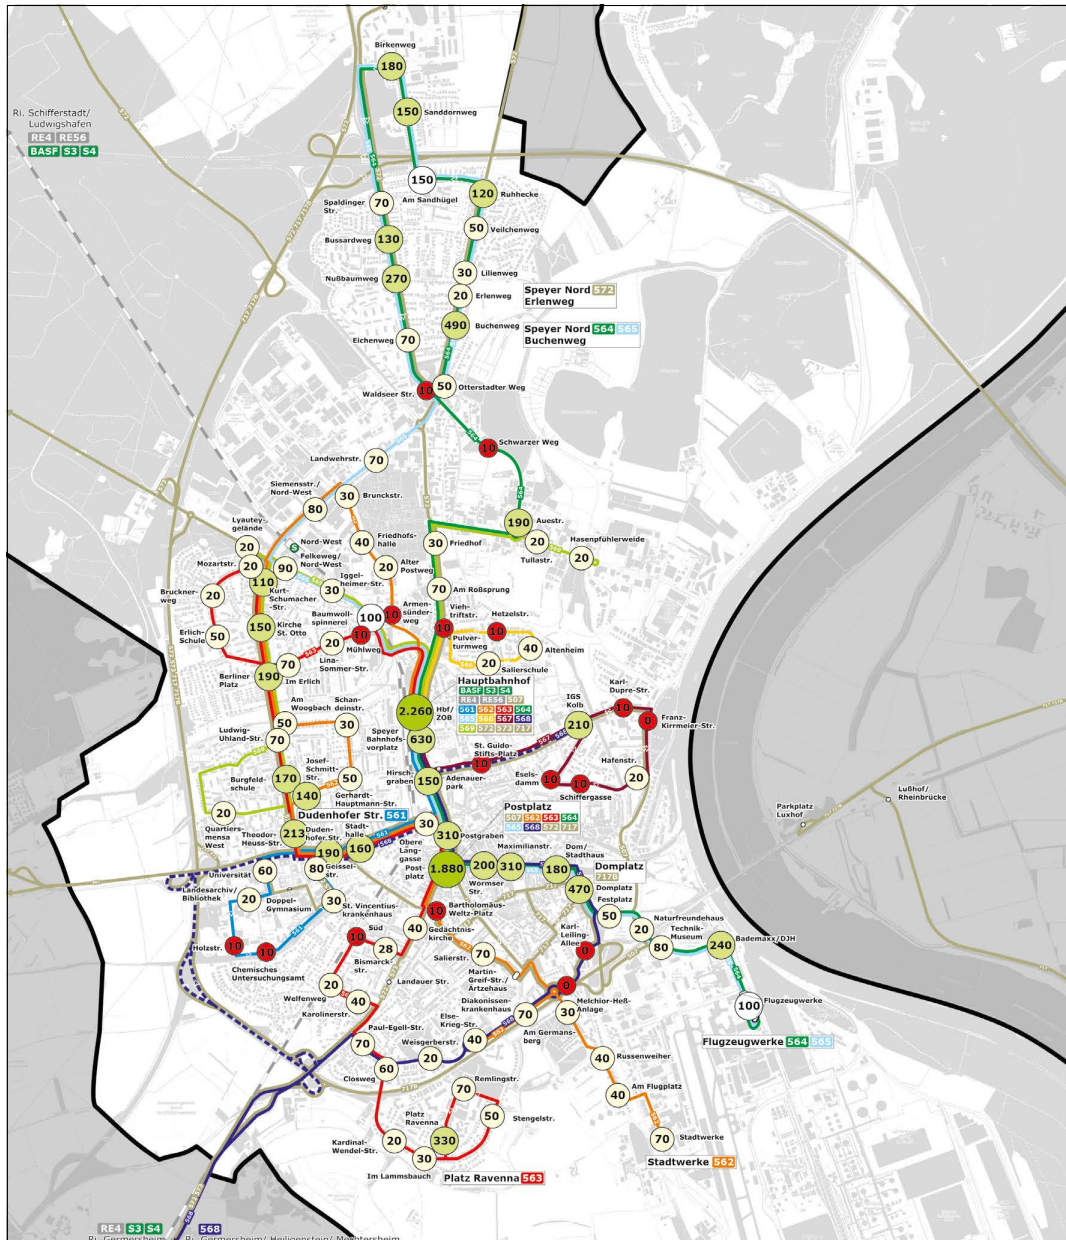 Birkenweg
180
Ri. Schifferstadt/
Ludwigshafen
RE4 RE56
BASF S3 S4
150
Sanddornweg
150
Am Sandhügel
120
Ruhhecke
Spaldinger
Str.
70
50
Veilchenweg
Bussardweg
130
Nußbaumweg
270
30
Lilienweg
20
Erlenweg
Speyer Nord 572
Erlenweg
490
Buchenweg
Speyer Nord 564 565
Buchenweg
Eichenweg
70
Waldseer Str.
10
50
Otterstadter Weg
10
Schwarzer Weg
Landwehrstr.
70
Siemensstr./
Nord-West
80
30
Brunckstr.
190
Auestr.
Lyautey-
gelände
20
S
Nord-West
Felkeweg/
Nord-West
90
40
Friedhofs-
halle
30
Friedhof
20
Tullastr.
Hasenpfühlerweide
20
Mozartstr.
20
110
Kurt-
Schumacher
-Str.
Iggel-
heimer-Str.
30
20
Alter
Postweg
70
Am Roßsprung
Bruckner-
weg
20
Baumwoll-
spinnerei
100
10
Armen-
sünder-
weg
Vieh-
triftstr.
10
Hetzelstr.
10
Erlich-
Schule
50
150
Kirche
St. Otto
20
Lina-
Sommer-Str.
10
Mühlweg
Pulver-
turmweg
20
Salierschule
40
Altenheim
Berliner
Platz
190
70
Im Erlich
2.260
Hbf/
ZOB
Hauptbahnhof
BASF S3 S4
RE4 RE56 507
561 562 563 564
565 566 567 568
569 572 573 717
IGS
Kolb
210
Karl-
Dupre-Str.
10
0
Franz-
Kirrmeier-Str.
Am
Woogbach
50
Schan-
deinstr.
30
Speyer
Bahnhofs-
vorplatz
630
Ludwig-
Uhland-Str.
70
St. Guido-
Stifts-Platz
10
Hafenstr.
20
Josef-
Schmitt-
Str.
50
Hirsch-
graben
150
Adenauer-
park
Esels-
damm
10
10
Schiffergasse
Burgfeld-
schule
170
140
Gerhardt-
Hauptmann-Str.
20
Quartiers-
mensa
West
Dudenhofer Str. 561
Postplatz
507 562 563 564
565 568 572 717
Theodor-
Heuss-Str.
213
Duden-
hofer.Str.
190
Stadt-
halle
160
30
Obere
Lang-
gasse
310
Postgraben
Post-
platz
1.880
200
Wormser
Str.
Maximilianstr.
310
Dom/
Stadthaus
180
Domplatz
717B
470
Domplatz
Universität
60
80
Geissel-
str.
Landesarchiv/
Bibliothek
20
Doppel-
Gymnasium
30
St. Vincentius-
krankenhaus
10
Bartholomäus-
Weltz-Platz
Festplatz
50
20
Naturfreundehaus
Technik-
Museum
80
240
Bademaxx/DJH
Holzstr.
10
10
Chemisches
Untersuchungsamt
Süd
10
28
Bismarck-
str.
40
Gedächtnis-
kirche
Salierstr.
70
Karl-
Leiling-
Allee
0
Martin-
Greif-Str./
Ärtzehaus
0
Welfenweg
20
40
Karolinerstr.
Landauer Str.
Diakonissen-
krankenhaus
70
Am Germans-
berg
Melchior-Heß-
Anlage
30
100
Flugzeugwerke
Flugzeugwerke 564 565
Paul-Egell-Str.
70
Closweg
60
Weisgerberstr.
20
Else-
Krieg-Str.
40
40
Russenweiher
Remlingstr.
70
Am Flugplatz
40
Platz
Ravenna
330
50
Stengelstr.
Kardinal-
Wendel-Str.
20
30
Im Lammsbauch
Platz Ravenna 563
70
Stadtwerke
Stadtwerke 562
Parkplatz
Luxhof
Lußhof/
Rheinbrücke
RE4 S3 S4
568